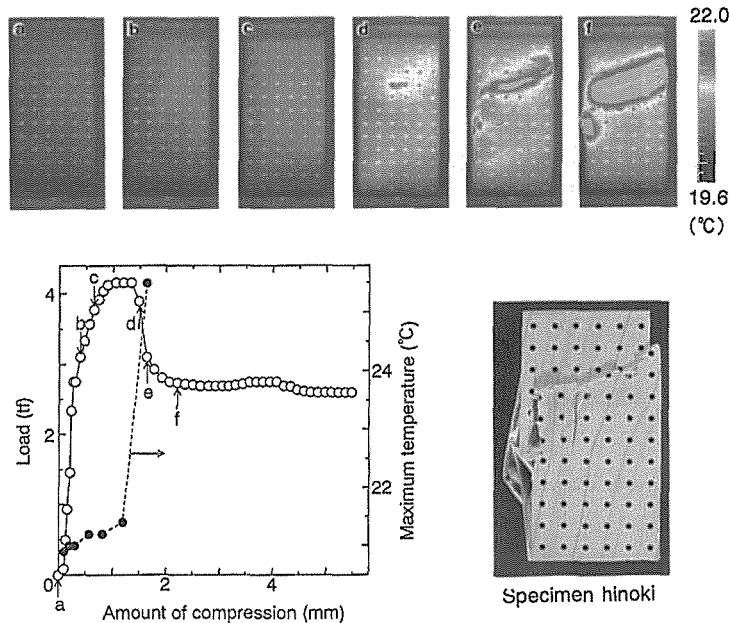 a b c d e f
22.0
19.6
(°C)
4
2
0
Load (tf)
a
b
c
d
e
f
24
22
Maximum temperature (°C)
2
4
Amount of compression (mm)
Specimen hinoki